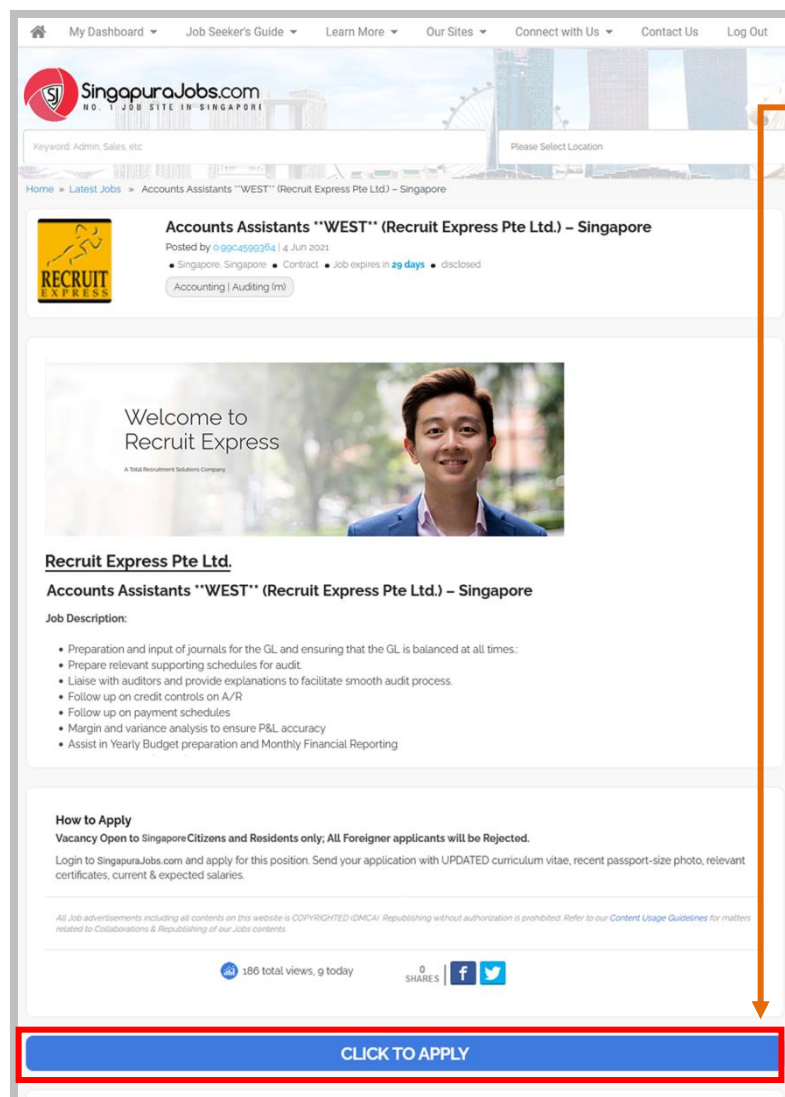 My Dashboard Job Seeker's Guide Learn More Our Sites Connect with Us Contact Us Log Out
SJ SingapuraJobs.com
NO. 1 JOB SITE IN SINGAPORE
Keyword: Admin, Sales, etc Please Select Location
Home » Latest Jobs » Accounts Assistants **WEST** (Recruit Express Pte Ltd.) – Singapore
RECRUIT
EXPRESS
Accounts Assistants **WEST** (Recruit Express Pte Ltd.) – Singapore
Posted by 0.99c4599364 | 4 Jun 2021
• Singapore, Singapore • Contract • Job expires in 29 days • disclosed
Accounting | Auditing (m)
Welcome to
Recruit Express
A Total Recruitment Solutions Company
Recruit Express Pte Ltd.
Accounts Assistants **WEST** (Recruit Express Pte Ltd.) – Singapore
Job Description:
• Preparation and input of journals for the GL and ensuring that the GL is balanced at all times.:
• Prepare relevant supporting schedules for audit.
• Liaise with auditors and provide explanations to facilitate smooth audit process.
• Follow up on credit controls on A/R
• Follow up on payment schedules
• Margin and variance analysis to ensure P&L accuracy
• Assist in Yearly Budget preparation and Monthly Financial Reporting
How to Apply
Vacancy Open to Singapore Citizens and Residents only; All Foreigner applicants will be Rejected.
Login to SingapuraJobs.com and apply for this position. Send your application with UPDATED curriculum vitae, recent passport-size photo, relevant
certificates, current & expected salaries.
All Job advertisements including all contents on this website is COPYRIGHTED (DMCA). Republishing without authorization is prohibited. Refer to our Content Usage Guidelines for matters
related to Collaborations & Republishing of our Jobs contents.
186 total views, 9 today
0
SHARES
CLICK TO APPLY